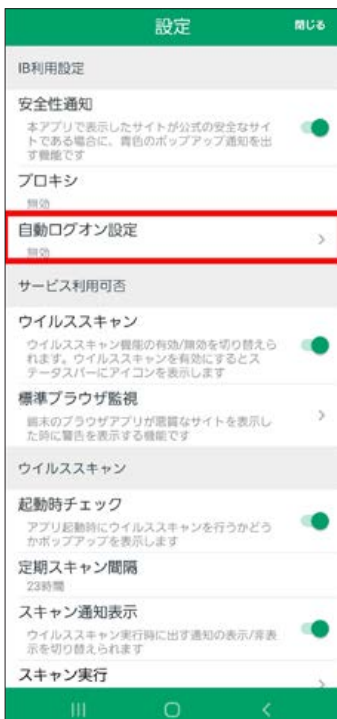 設定
閉じる
IB利用設定
安全性通知
本アプリで表示したサイトが公式の安全なサイ
トである場合に、青色のポップアップ通知を出
す機能です
プロキシ
無効
自動ログオン設定
無効
サービス利用可否
ウイルススキャン
ウイルススキャン機能の有効/無効を切り替えら
れます。ウイルススキャンを有効にするとス
テータスバーにアイコンを表示します
標準ブラウザ監視
端末のブラウザアプリが悪質なサイトを表示し
た時に警告を表示する機能です
ウイルススキャン
起動時チェック
アプリ起動時にウイルススキャンを行うかどう
かポップアップを表示します
定期スキャン間隔
23時間
スキャン通知表示
ウイルススキャン実行時に出す通知の表示/非表
示を切り替えられます
スキャン実行